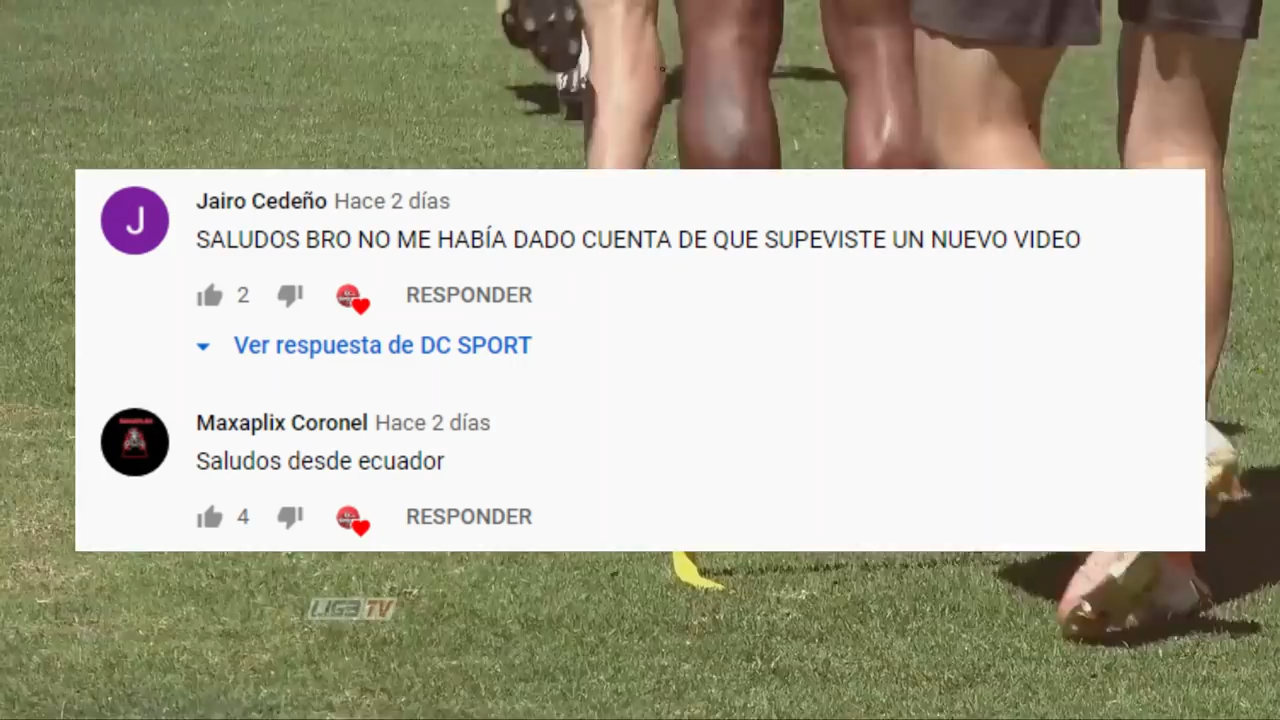 J
Jairo Cedeño Hace 2 días
SALUDOS BRO NO ME HABÍA DADO CUENTA DE QUE SUPEVISTE UN NUEVO VIDEO
2
RESPONDER
Ver respuesta de DC SPORT
Maxaplix Coronel Hace 2 días
Saludos desde ecuador
4
RESPONDER
LIGA TV